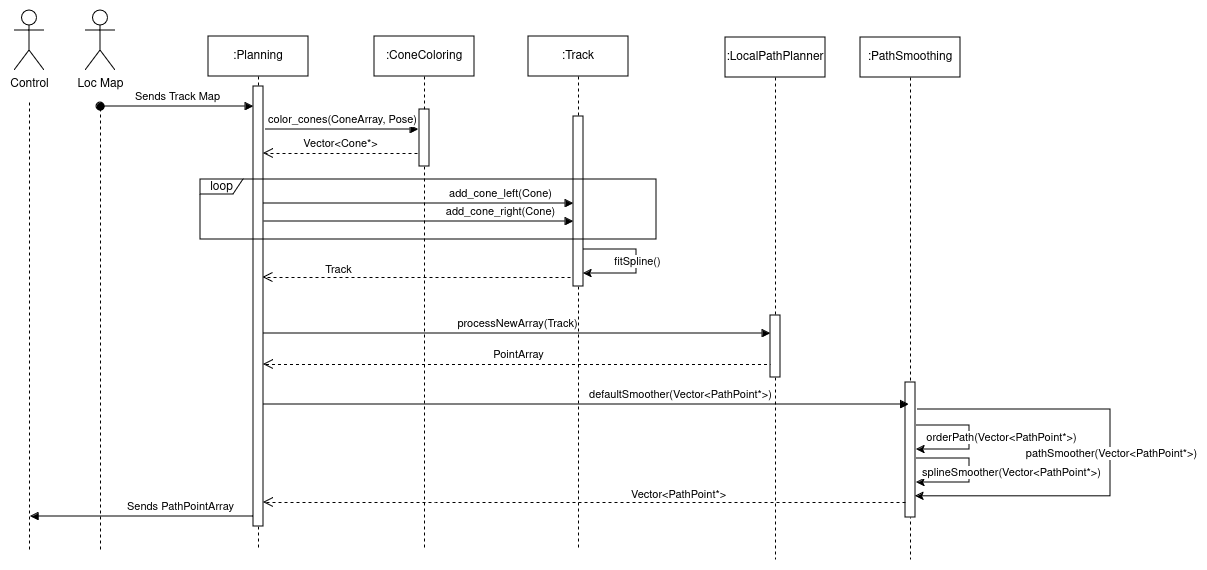 :Planning
:ConeColoring
:Track
:LocalPathPlanner
:PathSmoothing
Control
Loc Map
Sends Track Map
color_cones(ConeArray, Pose)
Vector<Cone*>
loop
add_cone_left(Cone)
add_cone_right(Cone)
fitSpline()
Track
processNewArray(Track)
PointArray
defaultSmoother(Vector<PathPoint*>)
orderPath(Vector<PathPoint*>)
pathSmoother(Vector<PathPoint*>)
splineSmoother(Vector<PathPoint*>)
Vector<PathPoint*>
Sends PathPointArray